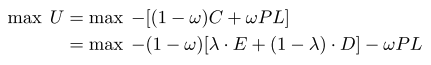 max U = max −[(1 − ω)C + ωPL]
= max −(1 − ω)[λ · E + (1 − λ) · D] − ωPL